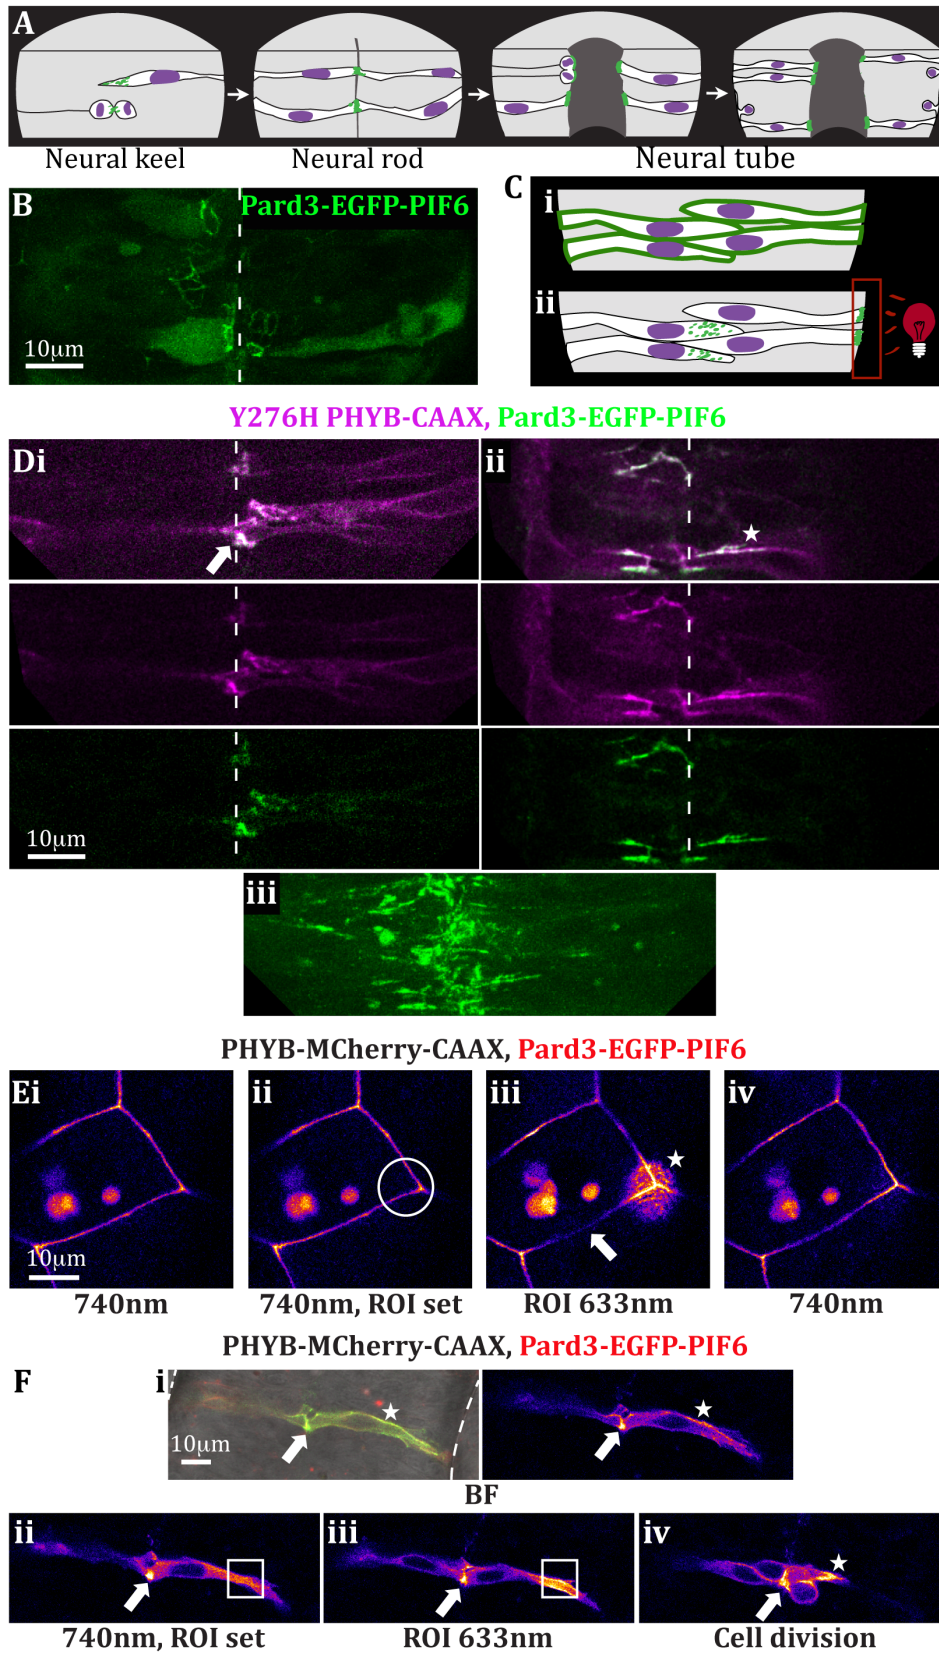 A
Neural keel
Neural rod
Neural tube
B
Pard3-EGFP-PIF6
10μm
C
i
ii
Y276H PHYB-CAAX, Pard3-EGFP-PIF6
Di
ii
10μm
iii
PHYB-MCherry-CAAX, Pard3-EGFP-PIF6
Ei
ii
iii
iv
10μm
740nm
740nm, ROI set
ROI 633nm
740nm
PHYB-MCherry-CAAX, Pard3-EGFP-PIF6
F
i
10μm
BF
ii
iii
iv
740nm, ROI set
ROI 633nm
Cell division